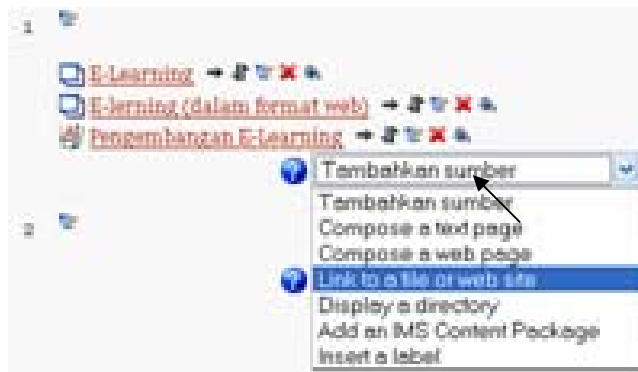 1
E-Learning
E-lerning (dalam format web)
Pengembangan E-Learning
Tambahkan sumber
Tambahkan sumber
2
Compose a text page
Compose a web page
Link to a file or web site
Display a directory
Add an IMS Content Package
Insert a label